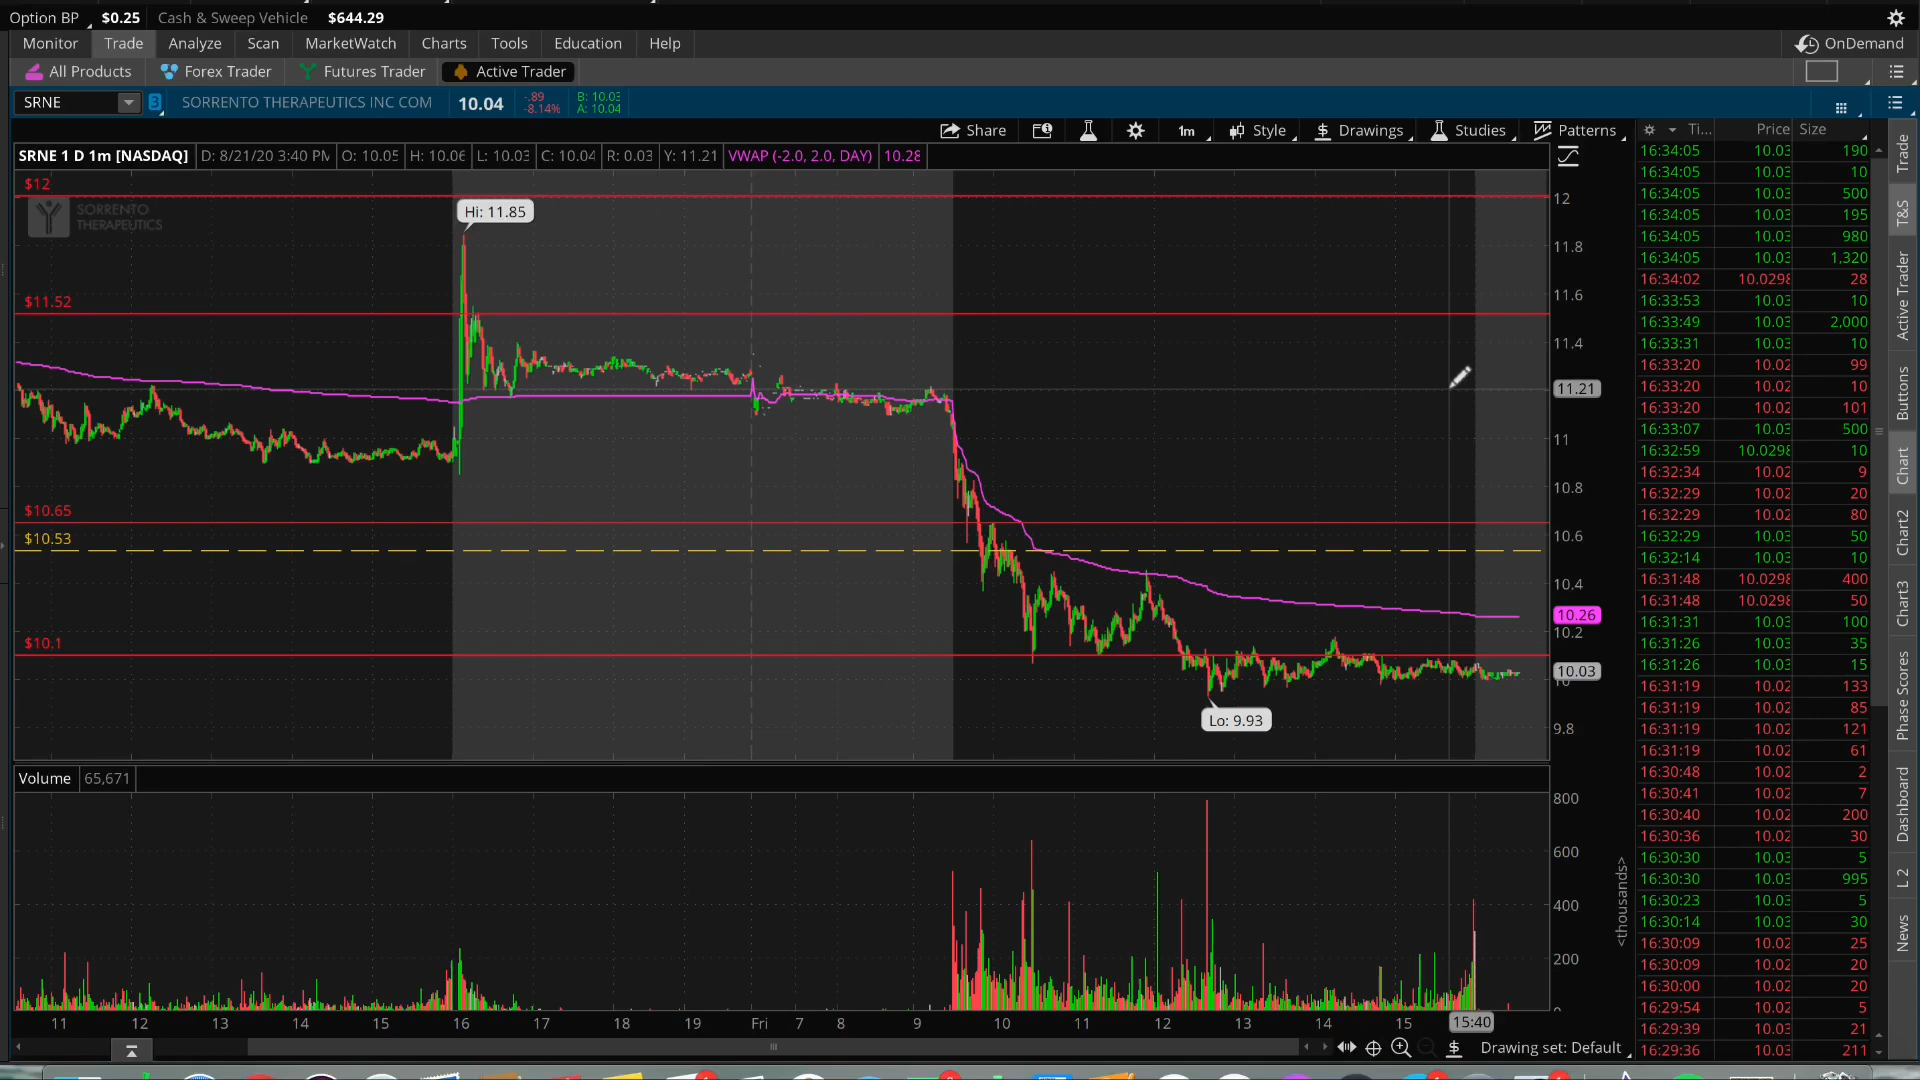 Option BP $0.25 Cash & Sweep Vehicle $644.29
Monitor Trade Analyze Scan MarketWatch Charts Tools Education Help OnDemand
All Products Forex Trader Futures Trader Active Trader
SRNE 3 SORRENTO THERAPEUTICS INC COM 10.04 -.89 B: 10.03
-8.14% A: 10.04
Share 1m Style Drawings Studies Patterns
SRNE 1 D 1m [NASDAQ] D: 8/21/20 3:40 PM O: 10.05 H: 10.06 L: 10.03 C: 10.04 R: 0.03 Y: 11.21 VWAP (-2.0, 2.0, DAY) 10.28
$12
SORRENTO
THERAPEUTICS
Hi: 11.85
$11.52
$10.65
$10.53
$10.1
Lo: 9.93
12
11.8
11.6
11.4
11.21
11
10.8
10.6
10.4
10.26
10.2
10.03
9.8
Volume 65,671
800
600
400
200
<thousands>
11 12 13 14 15 16 17 18 19 Fri 7 8 9 10 11 12 13 14 15 15:40
Drawing set: Default
Ti... Price Size
16:34:05 10.03 190
16:34:05 10.03 10
16:34:05 10.03 500
16:34:05 10.03 195
16:34:05 10.03 980
16:34:05 10.03 1,320
16:34:02 10.0298 28
16:33:53 10.03 10
16:33:49 10.03 2,000
16:33:31 10.03 10
16:33:20 10.02 99
16:33:20 10.02 10
16:33:20 10.02 101
16:33:07 10.03 500
16:32:59 10.0298 10
16:32:34 10.02 9
16:32:29 10.02 20
16:32:29 10.02 80
16:32:29 10.03 50
16:32:14 10.03 10
16:31:48 10.0298 400
16:31:48 10.0298 50
16:31:31 10.03 100
16:31:26 10.03 35
16:31:26 10.03 15
16:31:19 10.02 133
16:31:19 10.02 85
16:31:19 10.02 121
16:31:19 10.02 61
16:30:48 10.02 2
16:30:41 10.02 7
16:30:40 10.02 200
16:30:36 10.02 30
16:30:30 10.03 5
16:30:30 10.03 995
16:30:23 10.03 5
16:30:14 10.03 30
16:30:09 10.02 25
16:30:09 10.02 20
16:30:00 10.02 20
16:29:54 10.02 5
16:29:39 10.03 21
16:29:36 10.03 211
Trade
T&S
Active Trader
Buttons
Chart
Chart2
Chart3
Phase Scores
Dashboard
L 2
News